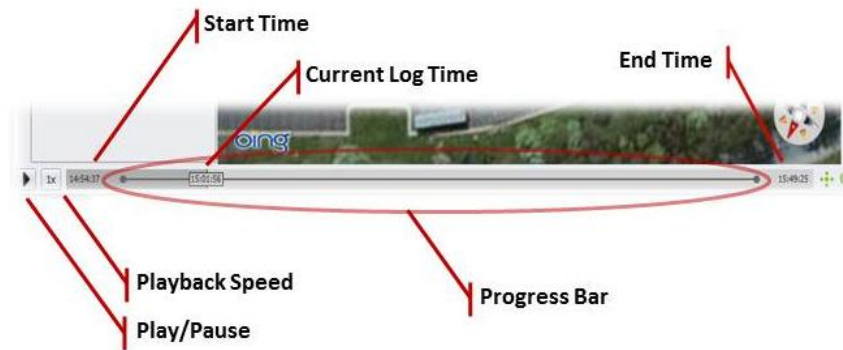 Start Time
Current Log Time
End Time
oing
1x
14:54:37
15:01:56
15:49:25
Playback Speed
Progress Bar
Play/Pause